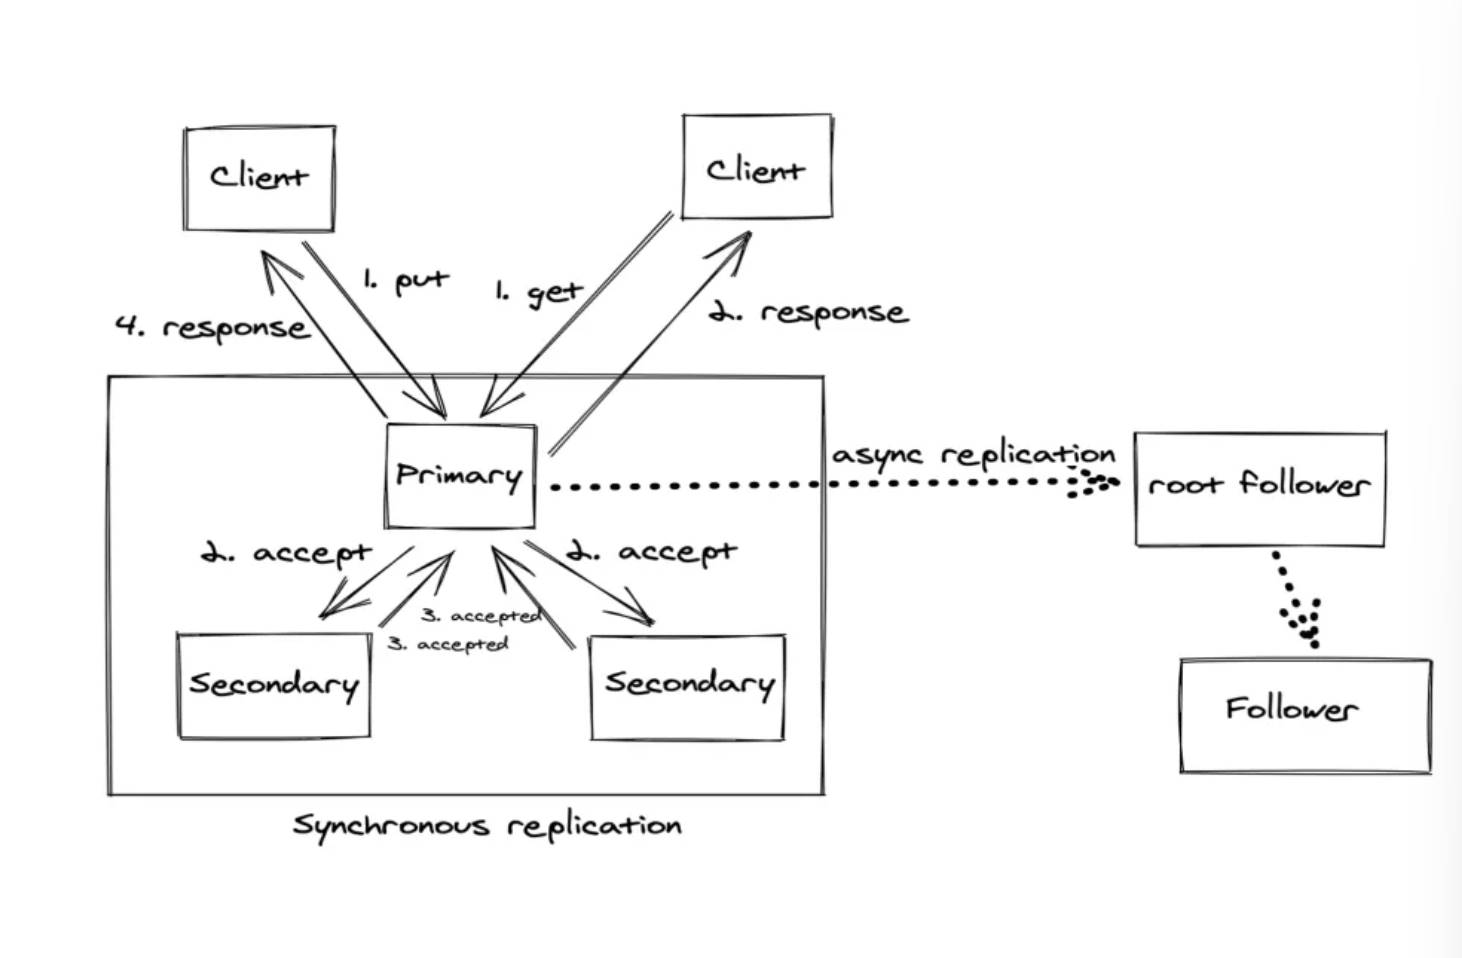 Client
Client
1. put
1. get
4. response
2. response
Primary
async replication
root follower
2. accept
2. accept
3. accepted
3. accepted
Secondary
Secondary
Follower
Synchronous replication